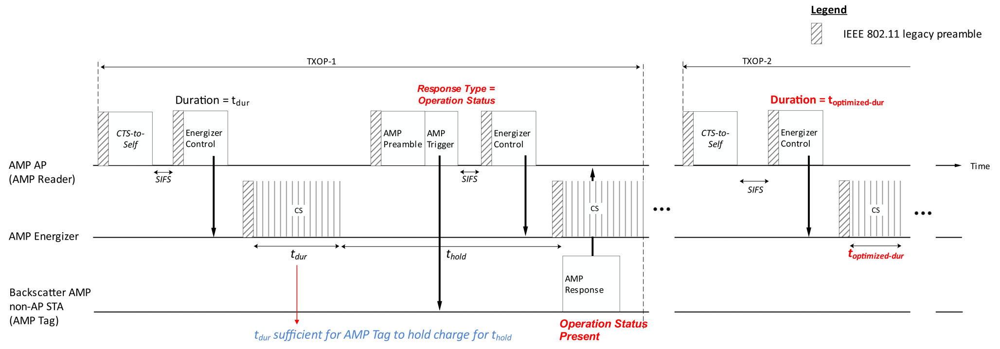 Legend
IEEE 802.11 legacy preamble
TXOP-1
TXOP-2
Response Type =
Operation Status
Duration = tdur
Duration = toptimized-dur
CTS-to-
Self
Energizer
Control
AMP
Preamble
AMP
Trigger
Energizer
Control
CTS-to-
Self
Energizer
Control
AMP AP
(AMP Reader)
SIFS
SIFS
SIFS
Time
CS
CS
CS
AMP Energizer
tdur
thold
toptimized-dur
AMP
Response
Backscatter AMP
non-AP STA
(AMP Tag)
Operation Status
Present
tdur sufficient for AMP Tag to hold charge for thold